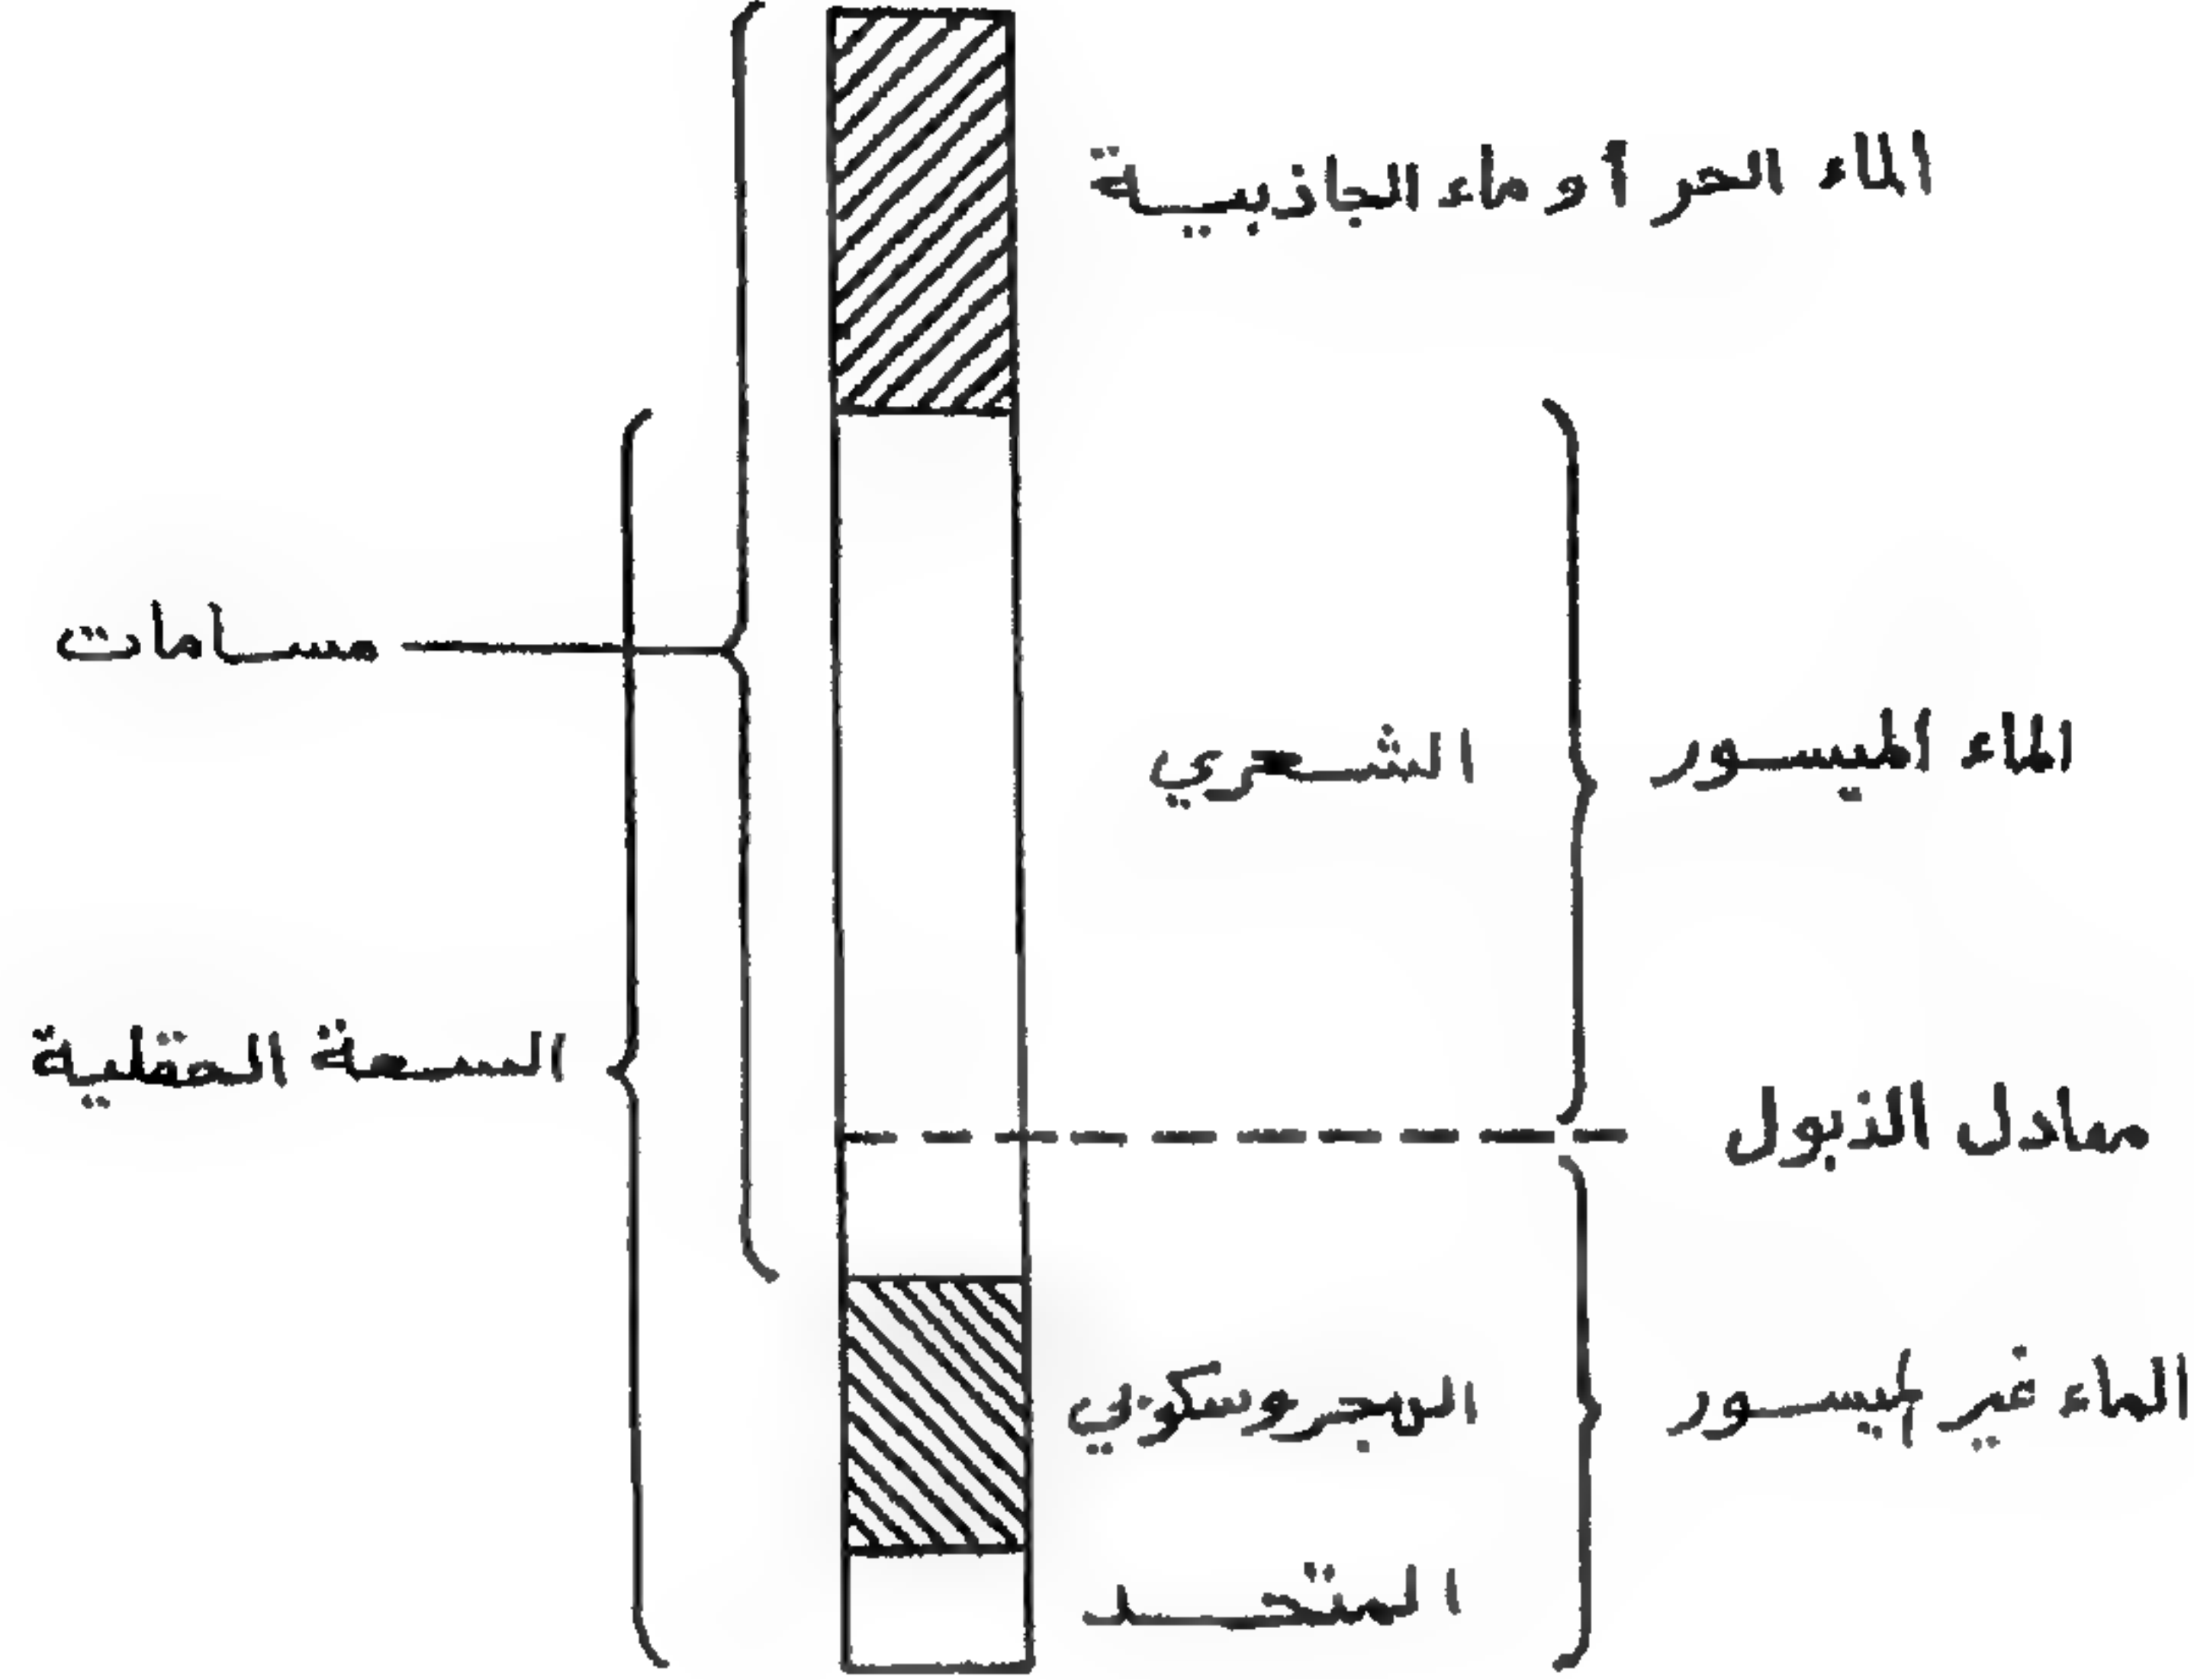 الماء الحر أو ماء الجاذبية
مسامات
الشعري
الماء الميسور
السعة الحقلية
معادل الذبول
الهجروسكوبي
الماء غير الميسور
المتحد